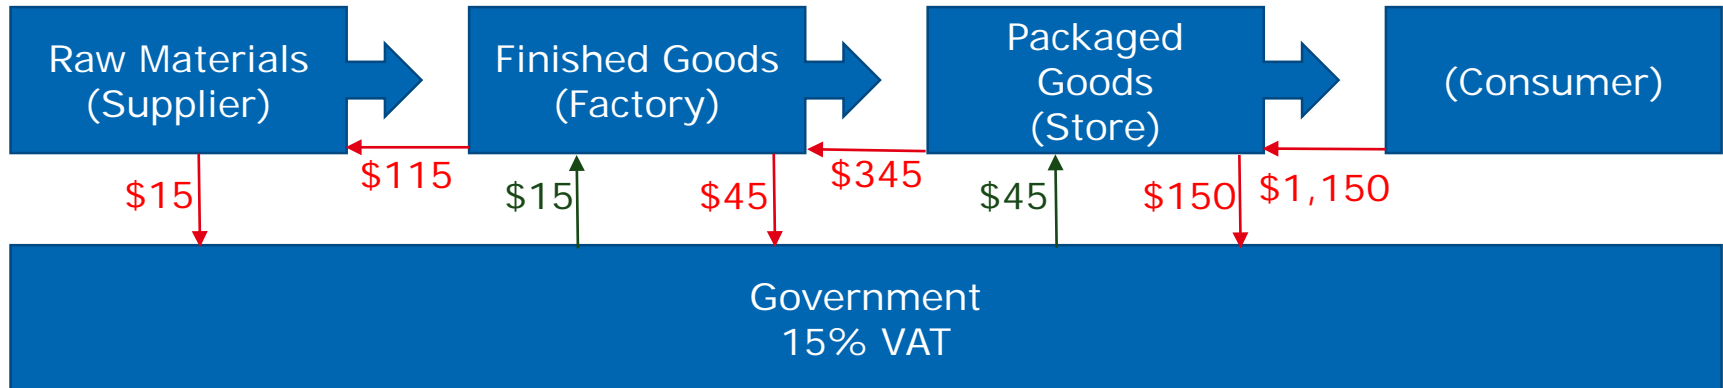 Raw Materials
(Supplier)
Finished Goods
(Factory)
Packaged
Goods
(Store)
(Consumer)
$15
$115
$15
$45
$345
$45
$150
$1,150
Government
15% VAT